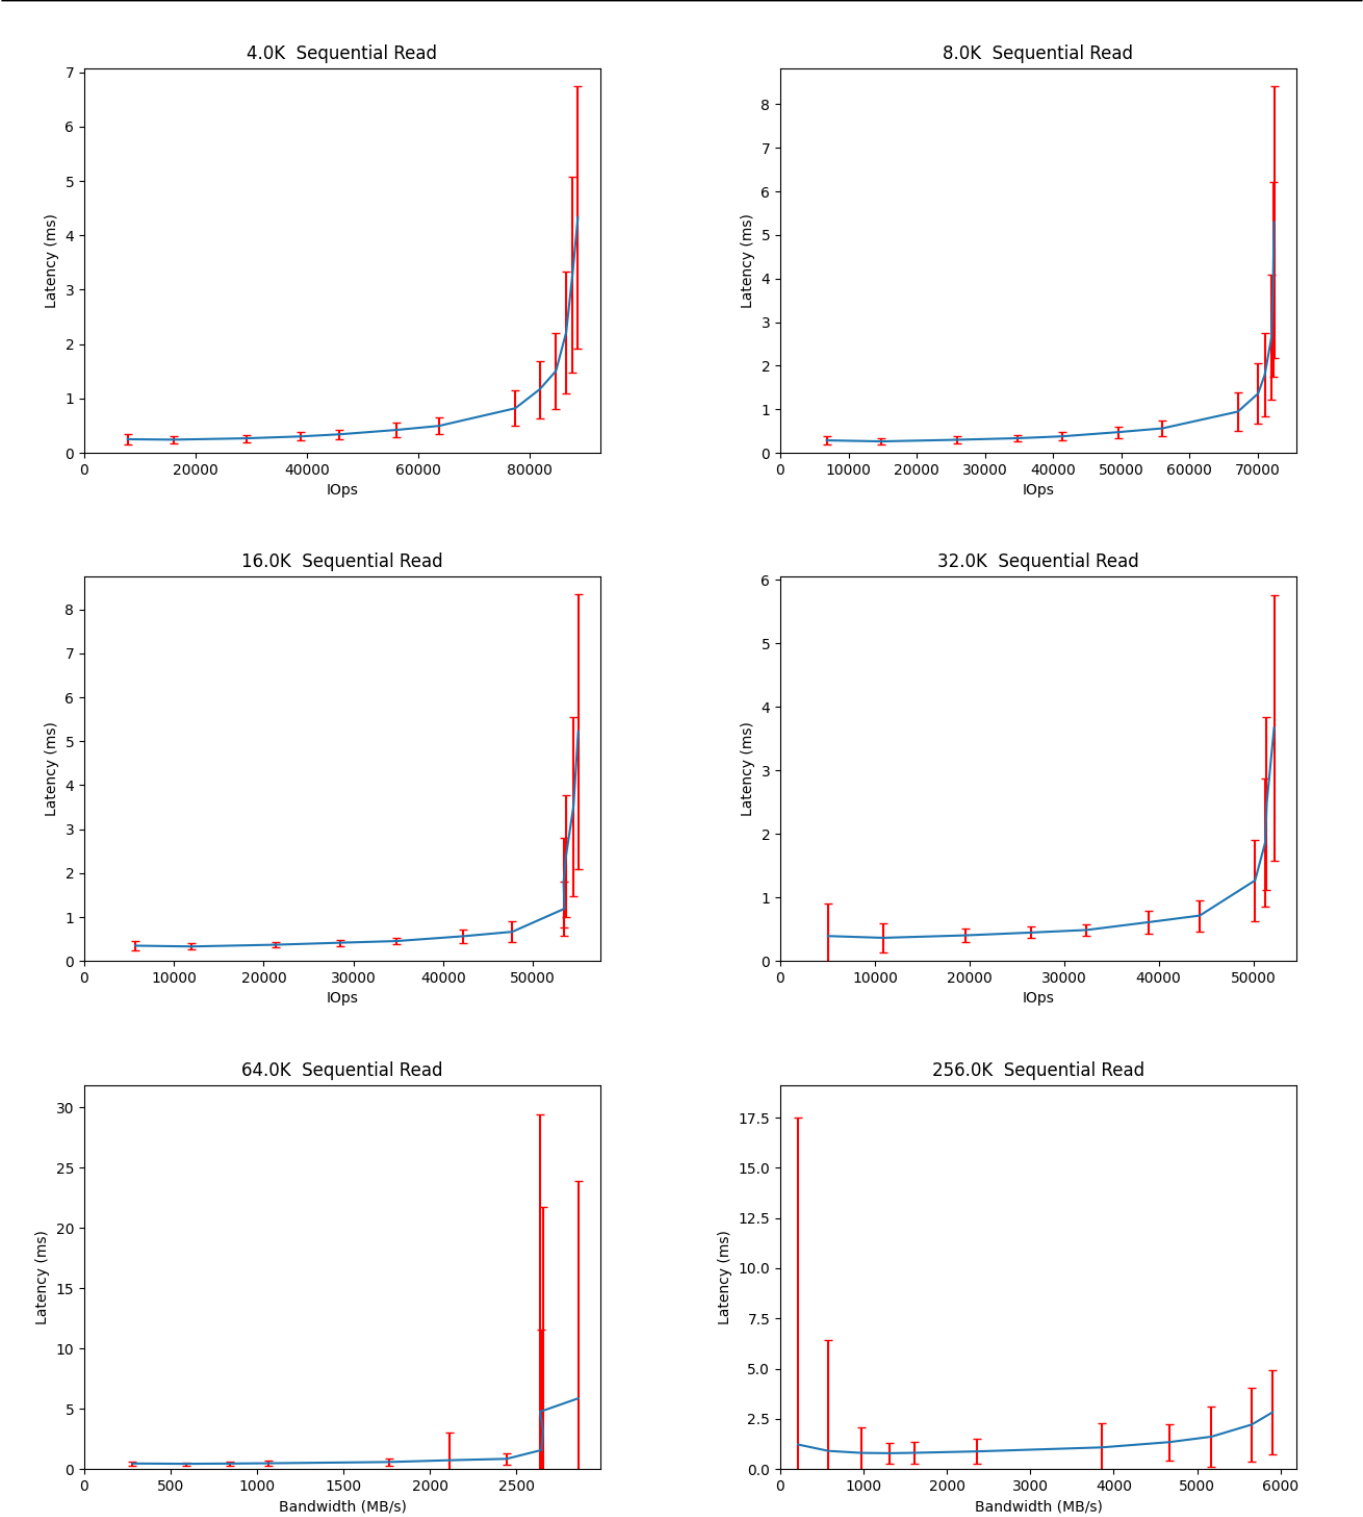 4.0K  Sequential Read
7
6
5
4
3
2
1
0
Latency (ms)
0 20000 40000 60000 80000
IOps
8.0K  Sequential Read
8
7
6
5
4
3
2
1
0
Latency (ms)
0 10000 20000 30000 40000 50000 60000 70000
IOps
16.0K  Sequential Read
8
7
6
5
4
3
2
1
0
Latency (ms)
0 10000 20000 30000 40000 50000
IOps
32.0K  Sequential Read
6
5
4
3
2
1
0
Latency (ms)
0 10000 20000 30000 40000 50000
IOps
64.0K  Sequential Read
30
25
20
15
10
5
0
Latency (ms)
0 500 1000 1500 2000 2500
Bandwidth (MB/s)
256.0K  Sequential Read
17.5
15.0
12.5
10.0
7.5
5.0
2.5
0.0
Latency (ms)
0 1000 2000 3000 4000 5000 6000
Bandwidth (MB/s)